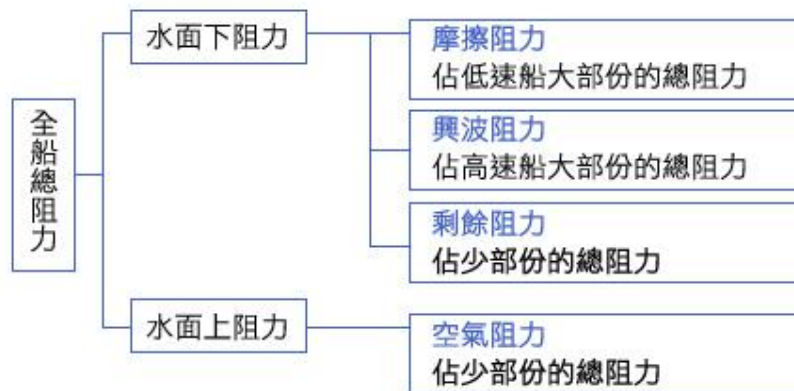 全船總阻力
水面下阻力
摩擦阻力
佔低速船大部份的總阻力
興波阻力
佔高速船大部份的總阻力
剩餘阻力
佔少部份的總阻力
水面上阻力
空氣阻力
佔少部份的總阻力